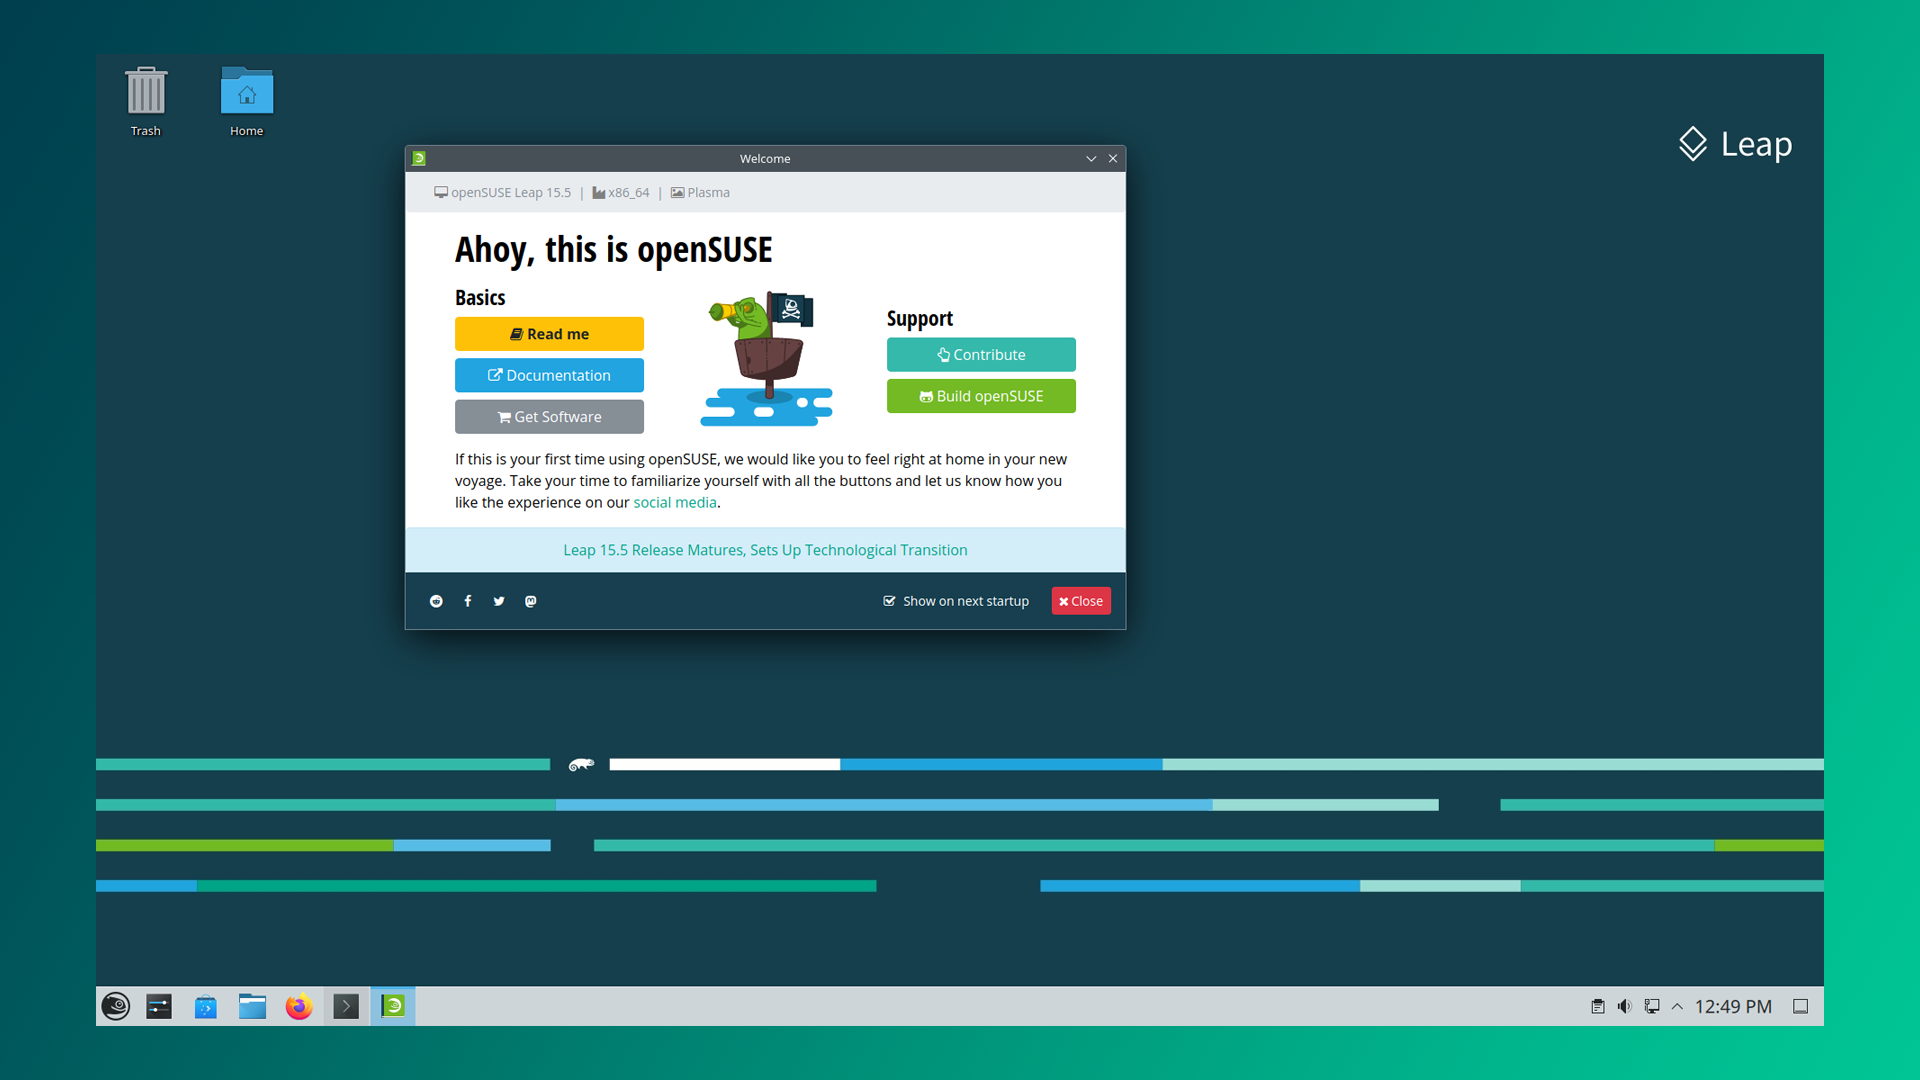 Trash
Home
Leap
Welcome
openSUSE Leap 15.5 | x86_64 | Plasma
Ahoy, this is openSUSE
Basics
Read me
Documentation
Get Software
Support
Contribute
Build openSUSE
If this is your first time using openSUSE, we would like you to feel right at home in your new
voyage. Take your time to familiarize yourself with all the buttons and let us know how you
like the experience on our social media.
Leap 15.5 Release Matures, Sets Up Technological Transition
Show on next startup
Close
12:49 PM